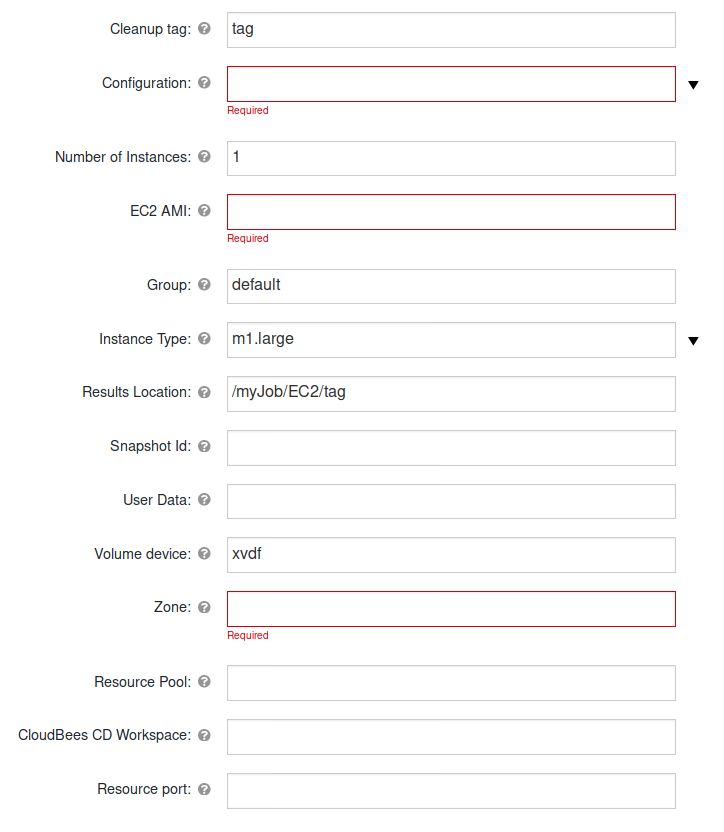 Cleanup tag: ? tag
Configuration: ?
Required
Number of Instances: ? 1
EC2 AMI: ?
Required
Group: ? default
Instance Type: ? m1.large
Results Location: ? /myJob/EC2/tag
Snapshot Id: ?
User Data: ?
Volume device: ? xvdf
Zone: ?
Required
Resource Pool: ?
CloudBees CD Workspace: ?
Resource port: ?